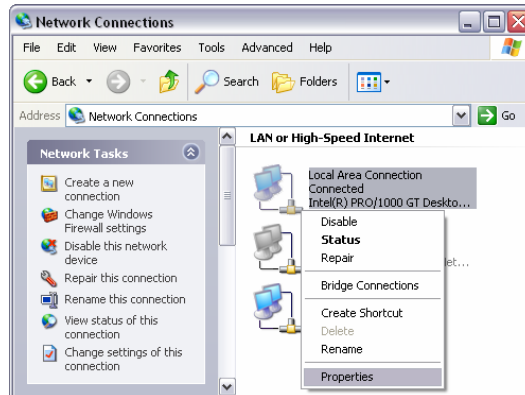 Network Connections
File Edit View Favorites Tools Advanced Help
Back Search Folders
Address Network Connections Go
Network Tasks
Create a new
connection
Change Windows
Firewall settings
Disable this network
device
Repair this connection
Rename this connection
View status of this
connection
Change settings of this
connection
LAN or High-Speed Internet
Local Area Connection
Connected
Intel(R) PRO/1000 GT Deskto...
Disable
Status
Repair
Bridge Connections
Create Shortcut
Delete
Rename
Properties